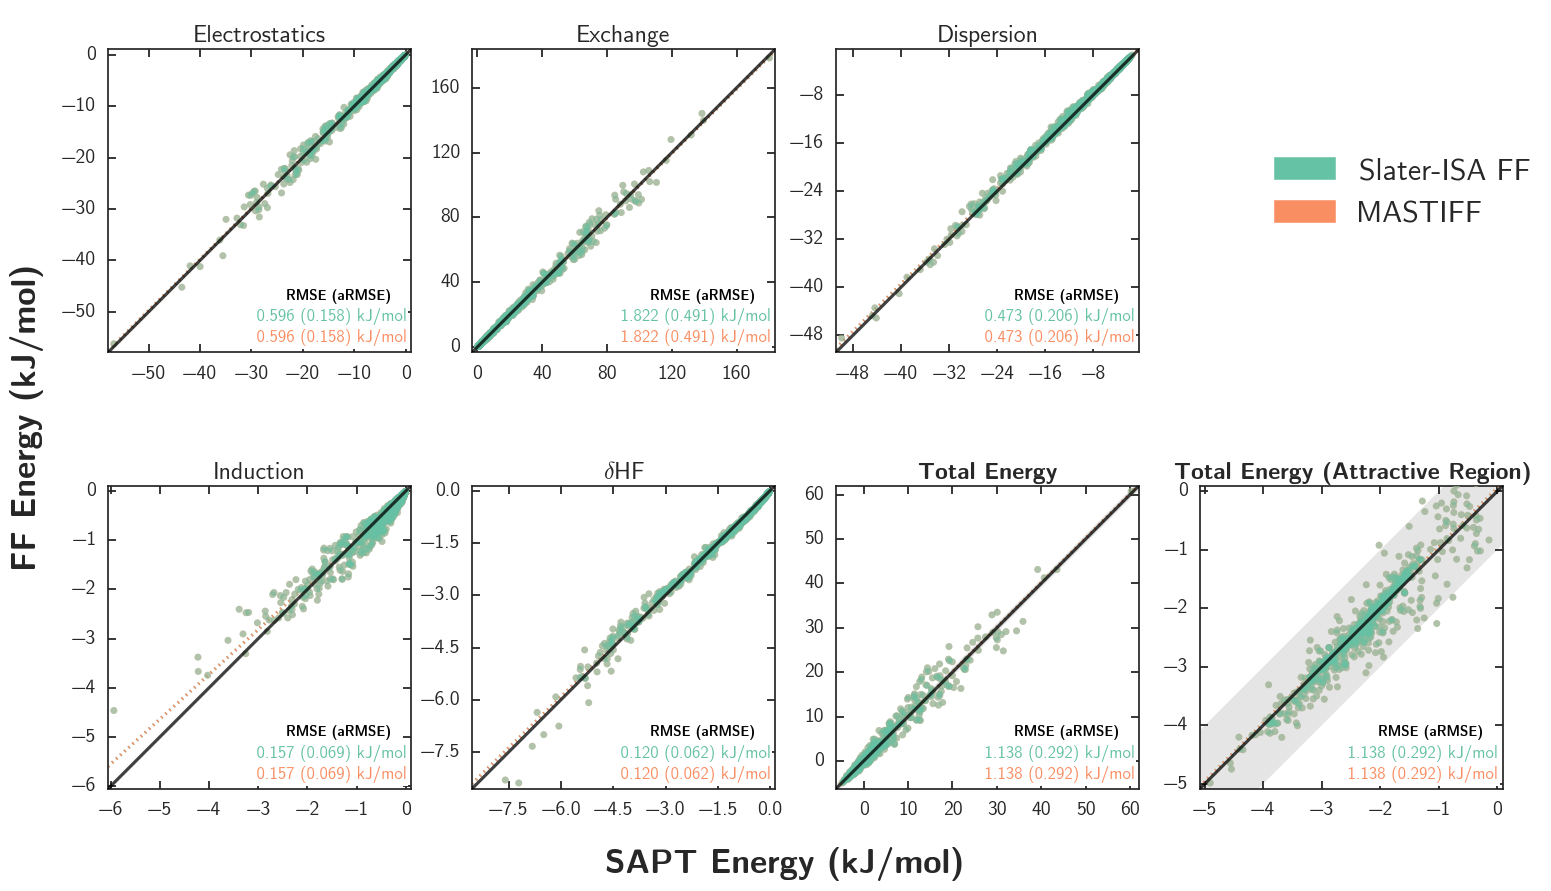 Electrostatics
0
−10
−20
−30
−40
−50
−50 −40 −30 −20 −10 0
RMSE (aRMSE)
0.596 (0.158) kJ/mol
0.596 (0.158) kJ/mol
Exchange
160
120
80
40
0
0 40 80 120 160
RMSE (aRMSE)
1.822 (0.491) kJ/mol
1.822 (0.491) kJ/mol
Dispersion
−8
−16
−24
−32
−40
−48
−48 −40 −32 −24 −16 −8
RMSE (aRMSE)
0.473 (0.206) kJ/mol
0.473 (0.206) kJ/mol
Slater-ISA FF
MASTIFF
FF Energy (kJ/mol)
Induction
0
−1
−2
−3
−4
−5
−6
−6 −5 −4 −3 −2 −1 0
RMSE (aRMSE)
0.157 (0.069) kJ/mol
0.157 (0.069) kJ/mol
δHF
0.0
−1.5
−3.0
−4.5
−6.0
−7.5
−7.5 −6.0 −4.5 −3.0 −1.5 0.0
RMSE (aRMSE)
0.120 (0.062) kJ/mol
0.120 (0.062) kJ/mol
Total Energy
60
50
40
30
20
10
0
0 10 20 30 40 50 60
RMSE (aRMSE)
1.138 (0.292) kJ/mol
1.138 (0.292) kJ/mol
Total Energy (Attractive Region)
0
−1
−2
−3
−4
−5
−5 −4 −3 −2 −1 0
RMSE (aRMSE)
1.138 (0.292) kJ/mol
1.138 (0.292) kJ/mol
SAPT Energy (kJ/mol)